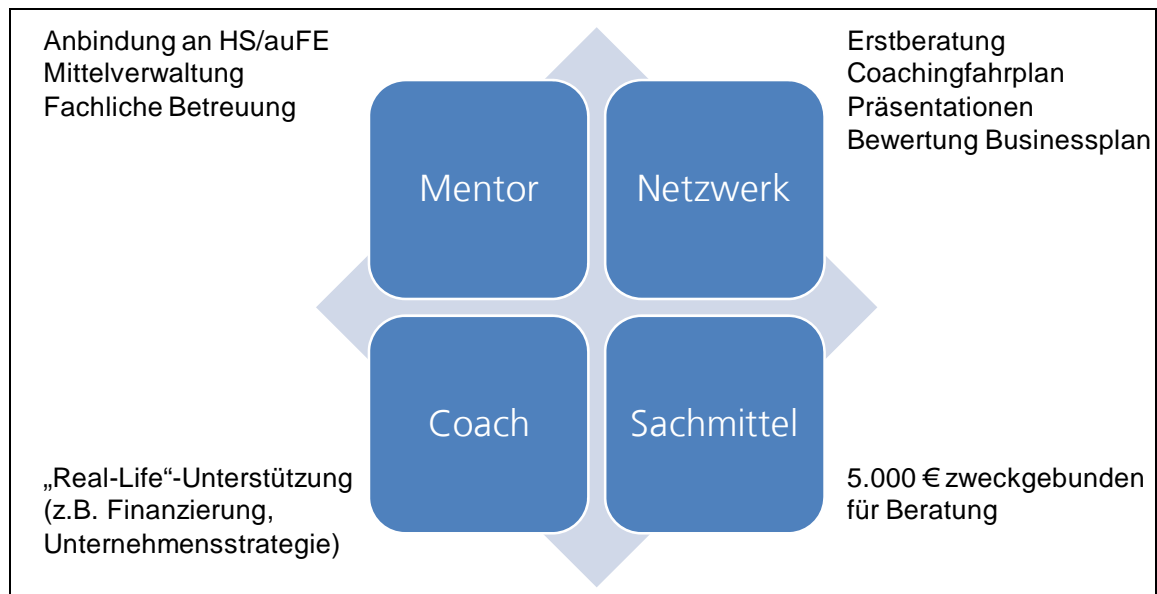 Anbindung an HS/auFE
Mittelverwaltung
Fachliche Betreuung
Erstberatung
Coachingfahrplan
Präsentationen
Bewertung Businessplan
Mentor
Netzwerk
Coach
Sachmittel
„Real-Life“-Unterstützung
(z.B. Finanzierung,
Unternehmensstrategie)
5.000 € zweckgebunden
für Beratung